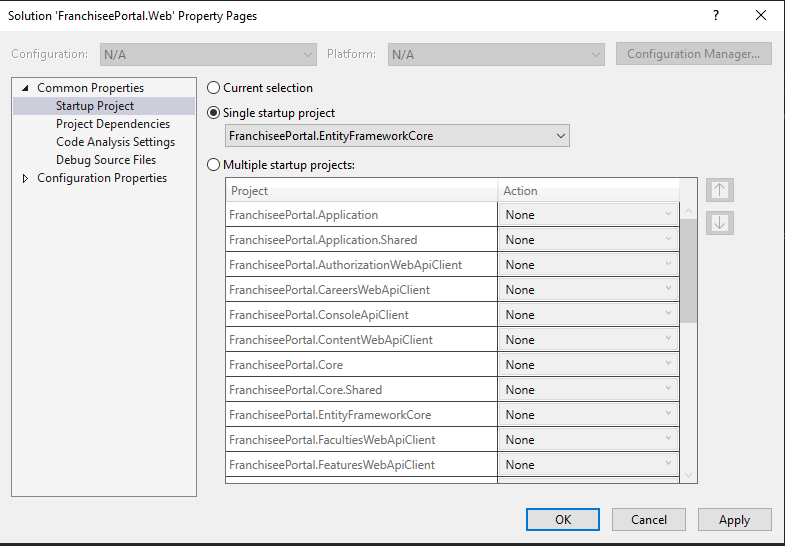 Solution 'FranchiseePortal.Web' Property Pages
?
Configuration: N/A Platform: N/A Configuration Manager...
Common Properties
Startup Project
Project Dependencies
Code Analysis Settings
Debug Source Files
Configuration Properties
Current selection
Single startup project
FranchiseePortal.EntityFrameworkCore
Multiple startup projects:
Project Action
FranchiseePortal.Application None
FranchiseePortal.Application.Shared None
FranchiseePortal.AuthorizationWebApiClient None
FranchiseePortal.CareersWebApiClient None
FranchiseePortal.ConsoleApiClient None
FranchiseePortal.ContentWebApiClient None
FranchiseePortal.Core None
FranchiseePortal.Core.Shared None
FranchiseePortal.EntityFrameworkCore None
FranchiseePortal.FacultiesWebApiClient None
FranchiseePortal.FeaturesWebApiClient None
OK Cancel Apply